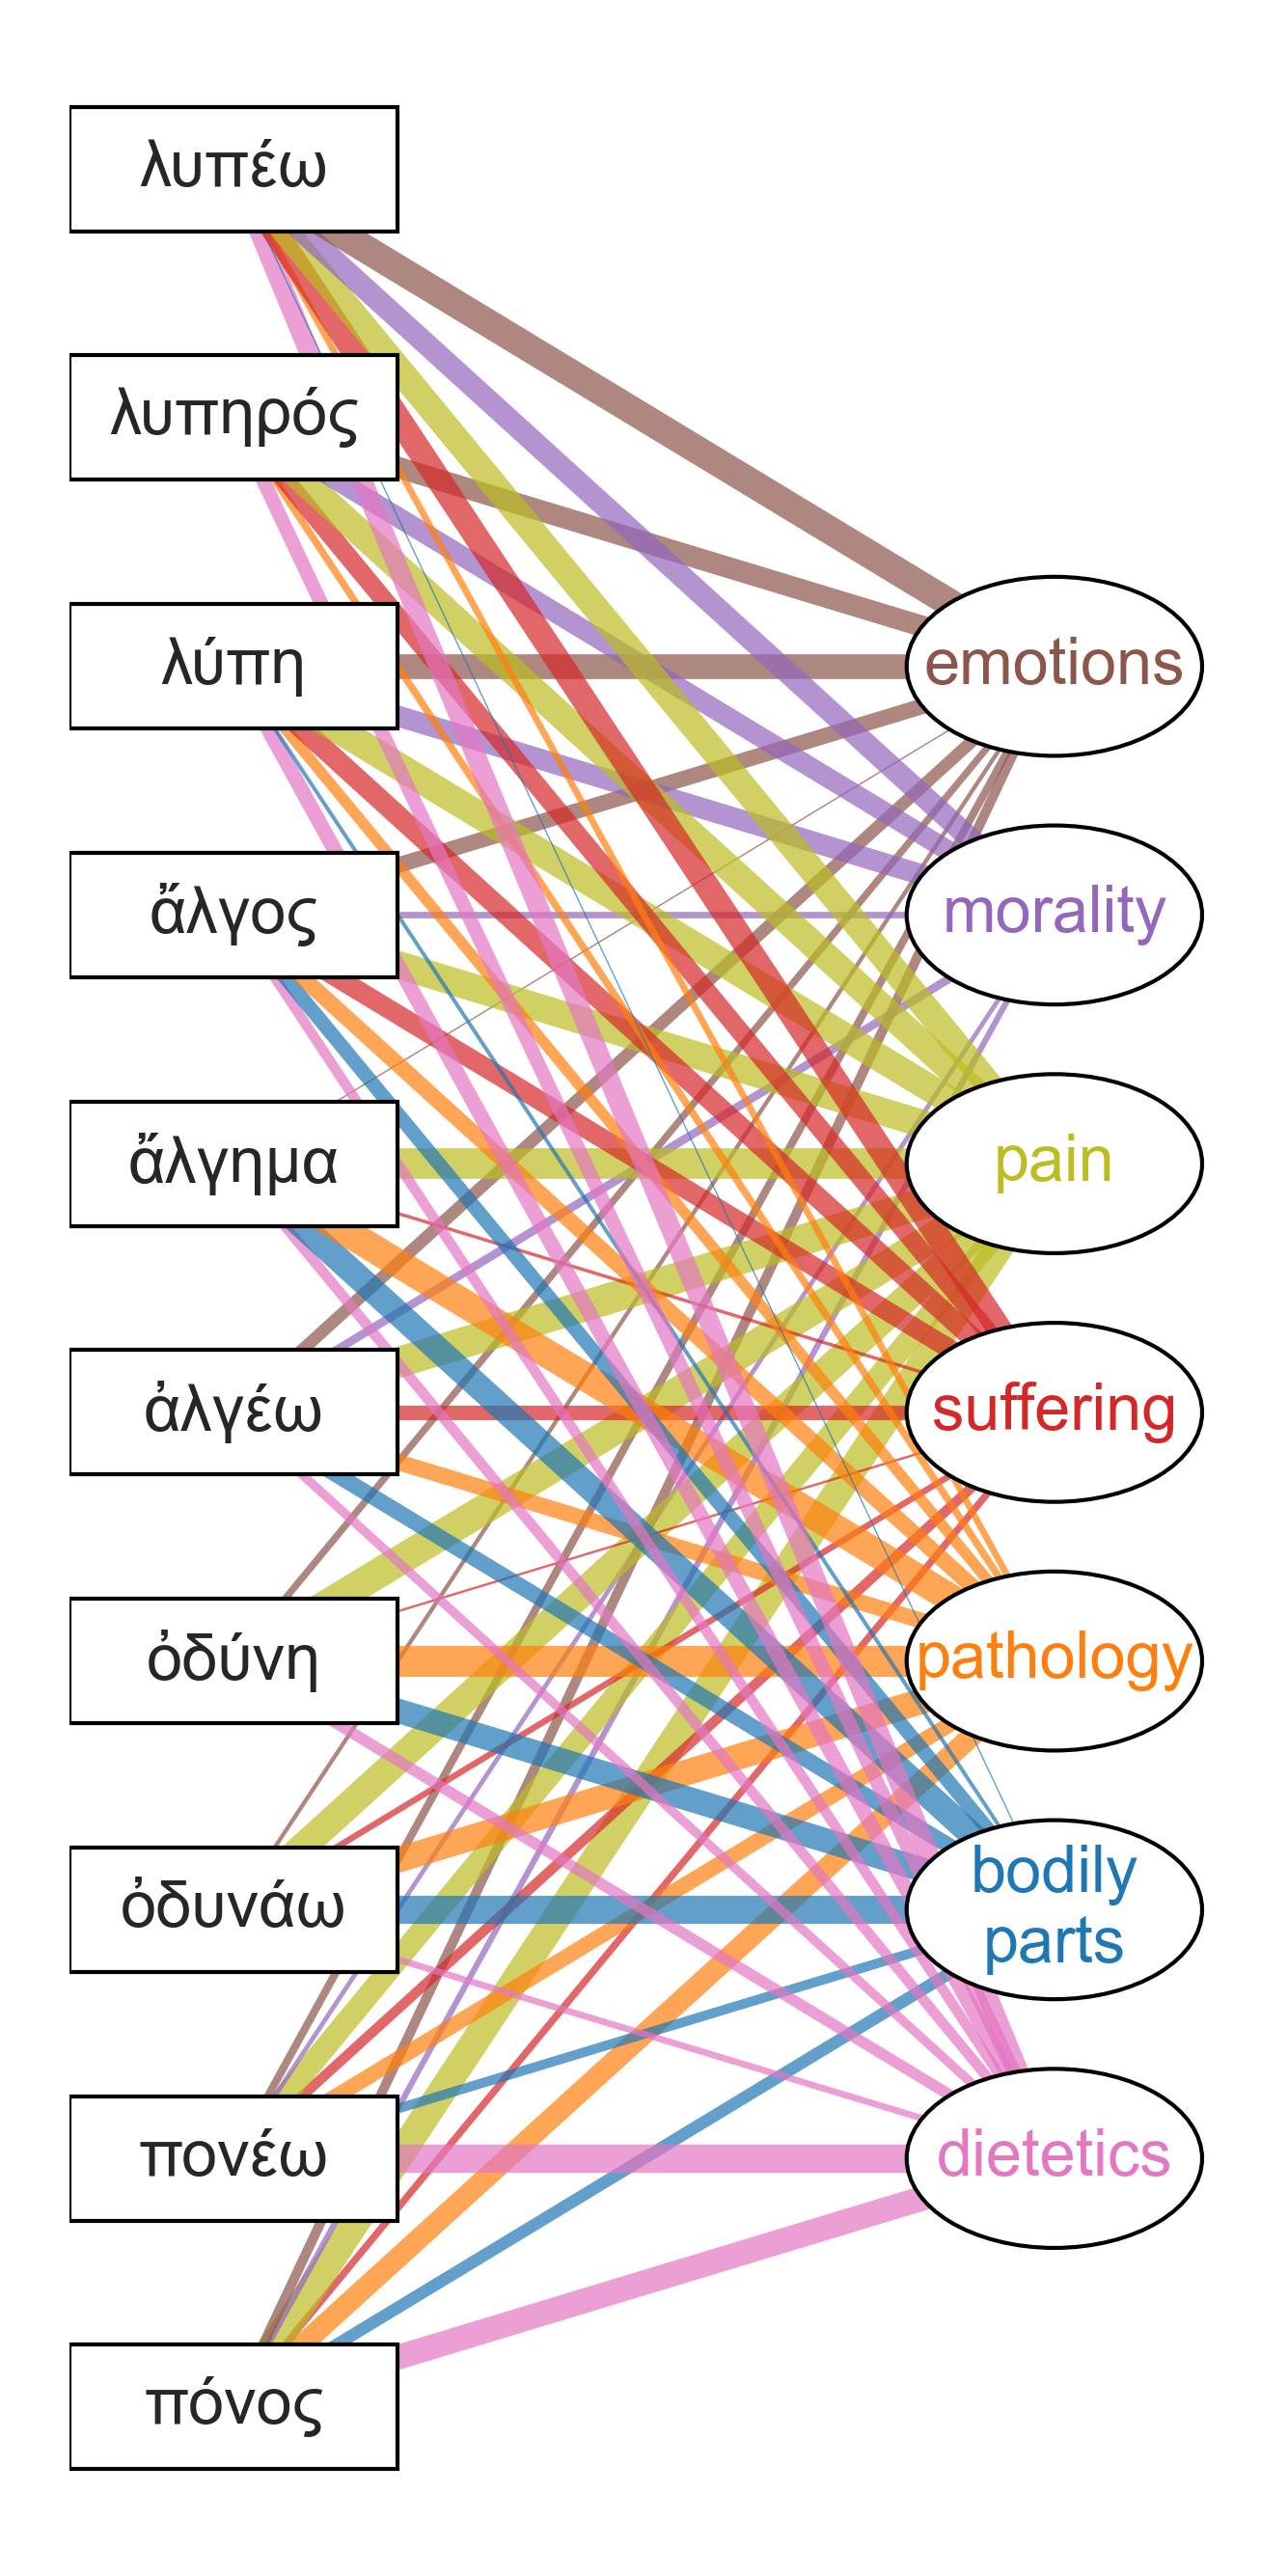 λυπέω
λυπηρός
λύπη
ἄλγος
ἄλγημα
ἀλγέω
ὀδύνη
ὀδυνάω
πονέω
πόνος
emotions
morality
pain
suffering
pathology
bodily
parts
dietetics